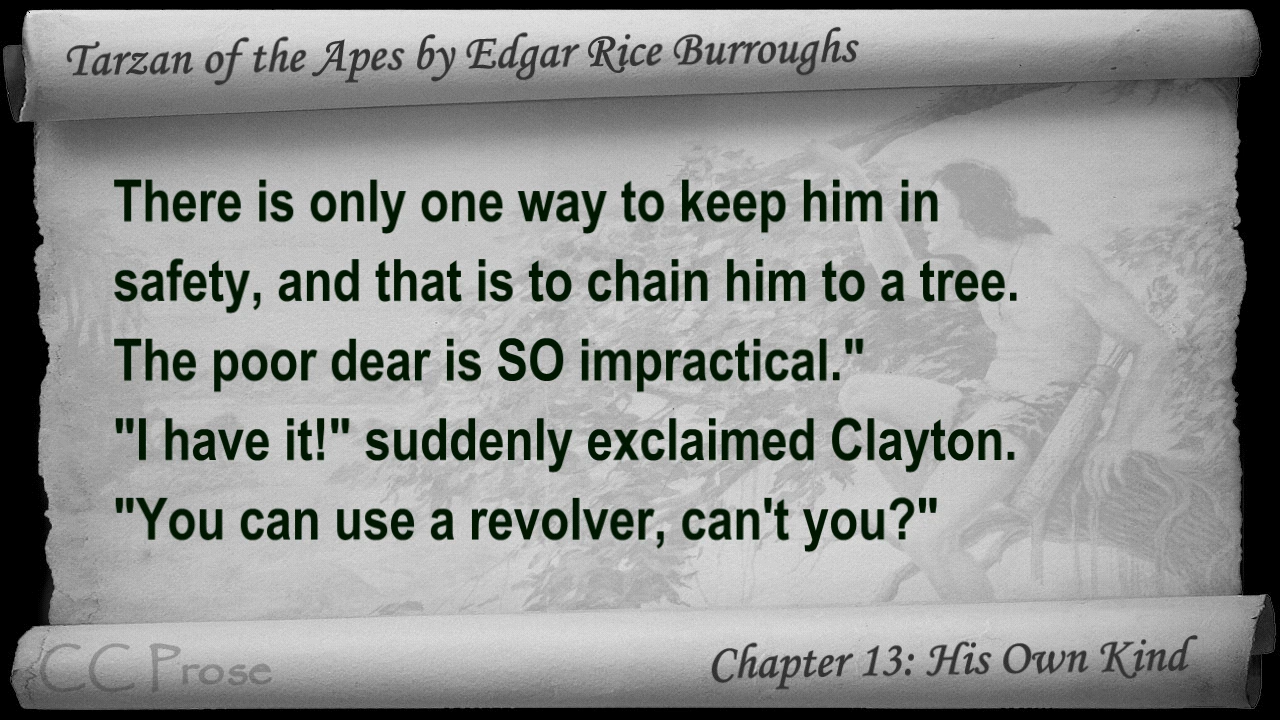 Tarzan of the Apes by Edgar Rice Burroughs
There is only one way to keep him in
safety, and that is to chain him to a tree.
The poor dear is SO impractical."
"I have it!" suddenly exclaimed Clayton.
"You can use a revolver, can't you?"
CC Prose
Chapter 13: His Own Kind